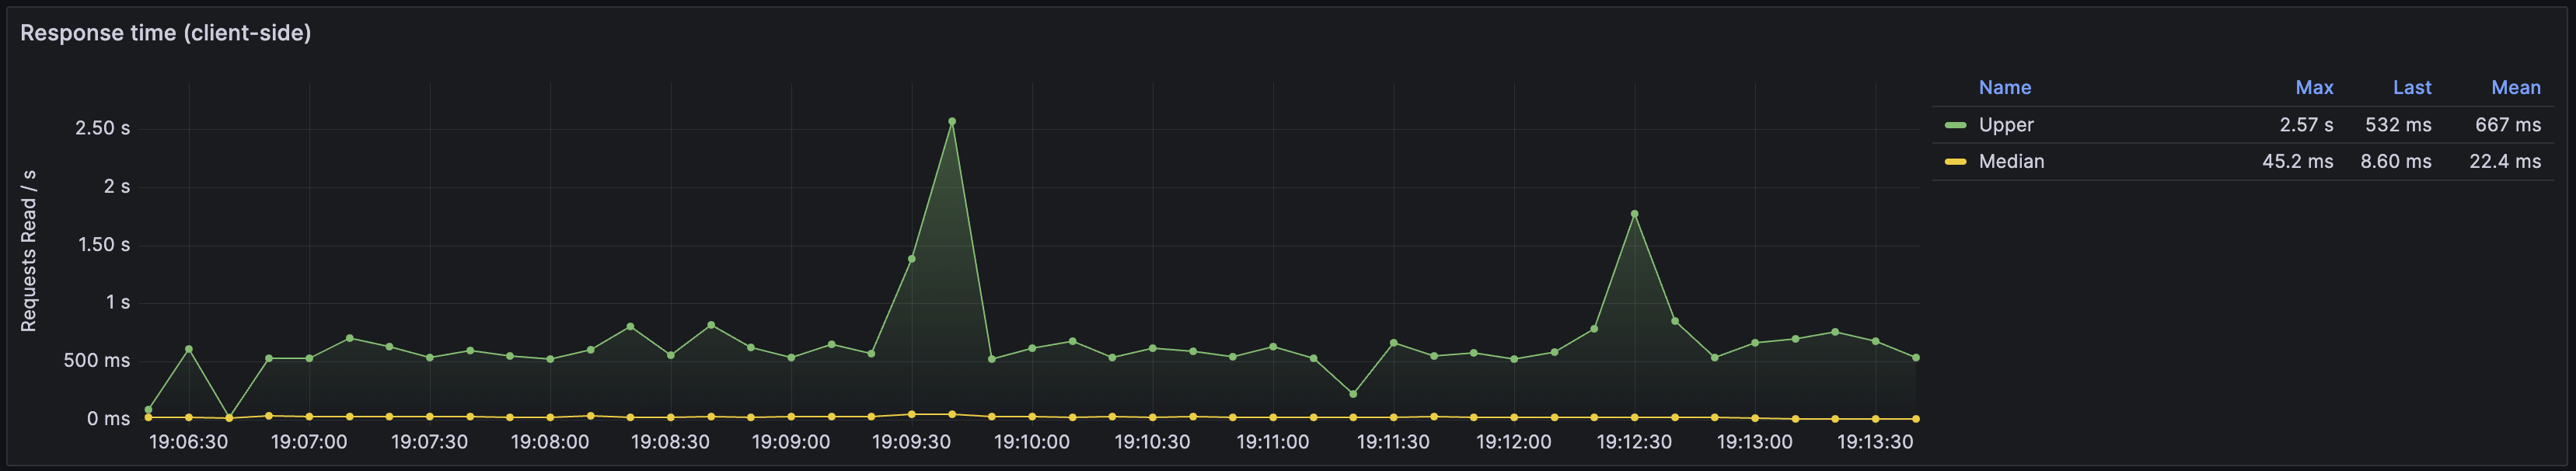 Response time (client-side)
Requests Read / s
2.50 s
2 s
1.50 s
1 s
500 ms
0 ms
19:06:30 19:07:00 19:07:30 19:08:00 19:08:30 19:09:00 19:09:30 19:10:00 19:10:30 19:11:00 19:11:30 19:12:00 19:12:30 19:13:00 19:13:30
Name Max Last Mean
Upper 2.57 s 532 ms 667 ms
Median 45.2 ms 8.60 ms 22.4 ms